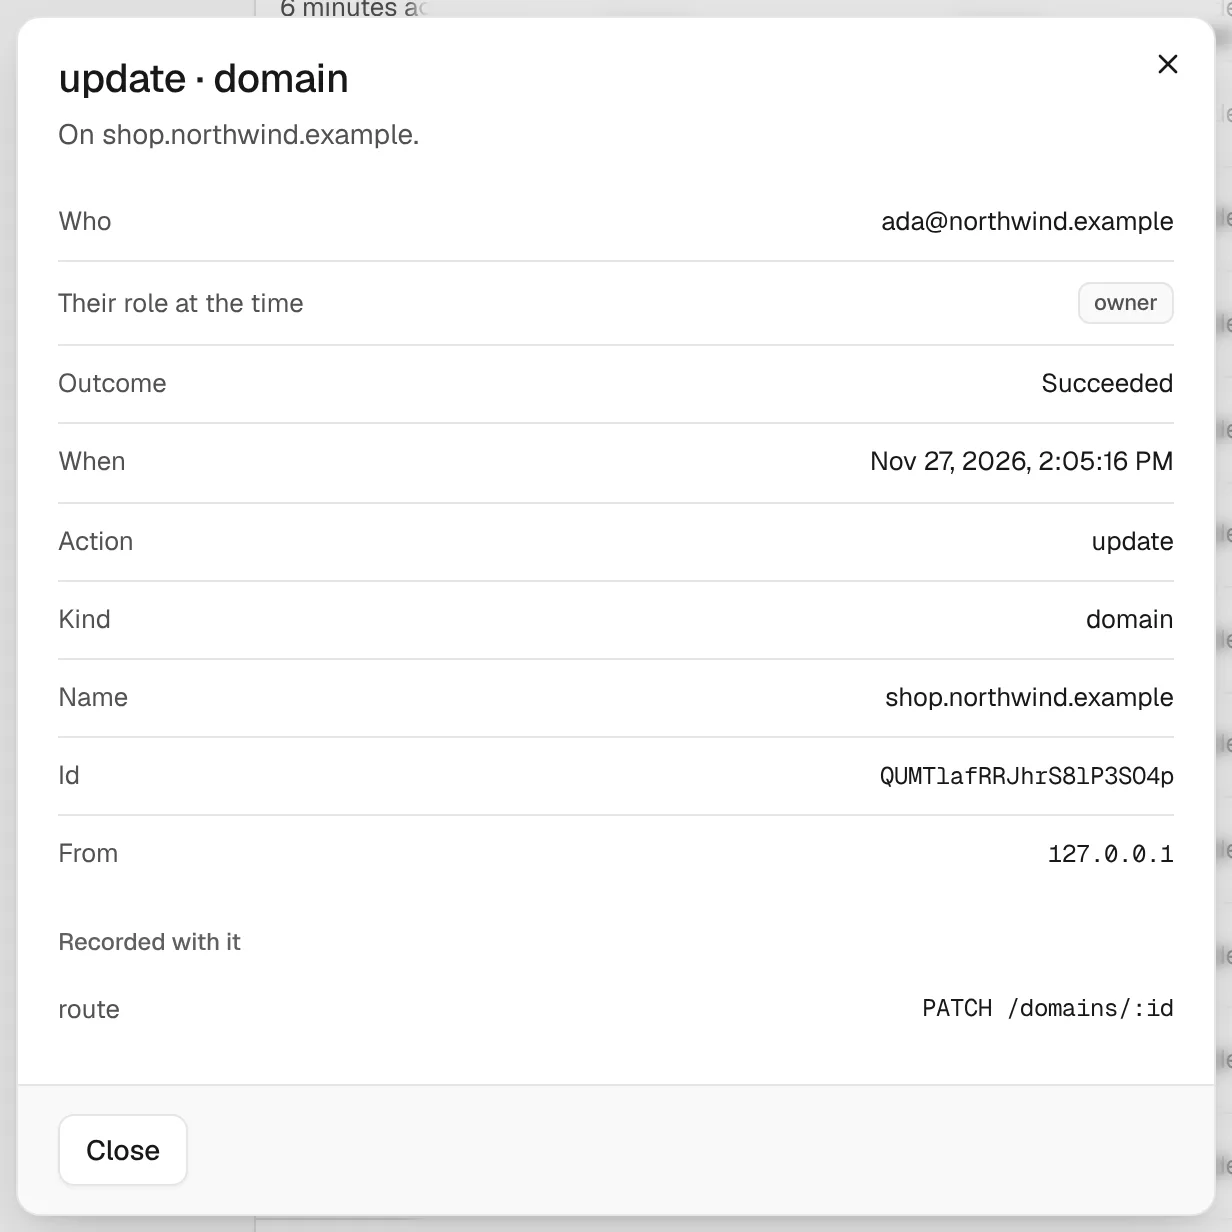 6 minutes
update · domain
On shop.northwind.example.
Who ada@northwind.example
Their role at the time owner
Outcome Succeeded
When Nov 27, 2026, 2:05:16 PM
Action update
Kind domain
Name shop.northwind.example
Id QUMTlafRRJhrS8lP3SO4p
From 127.0.0.1
Recorded with it
route PATCH /domains/:id
Close